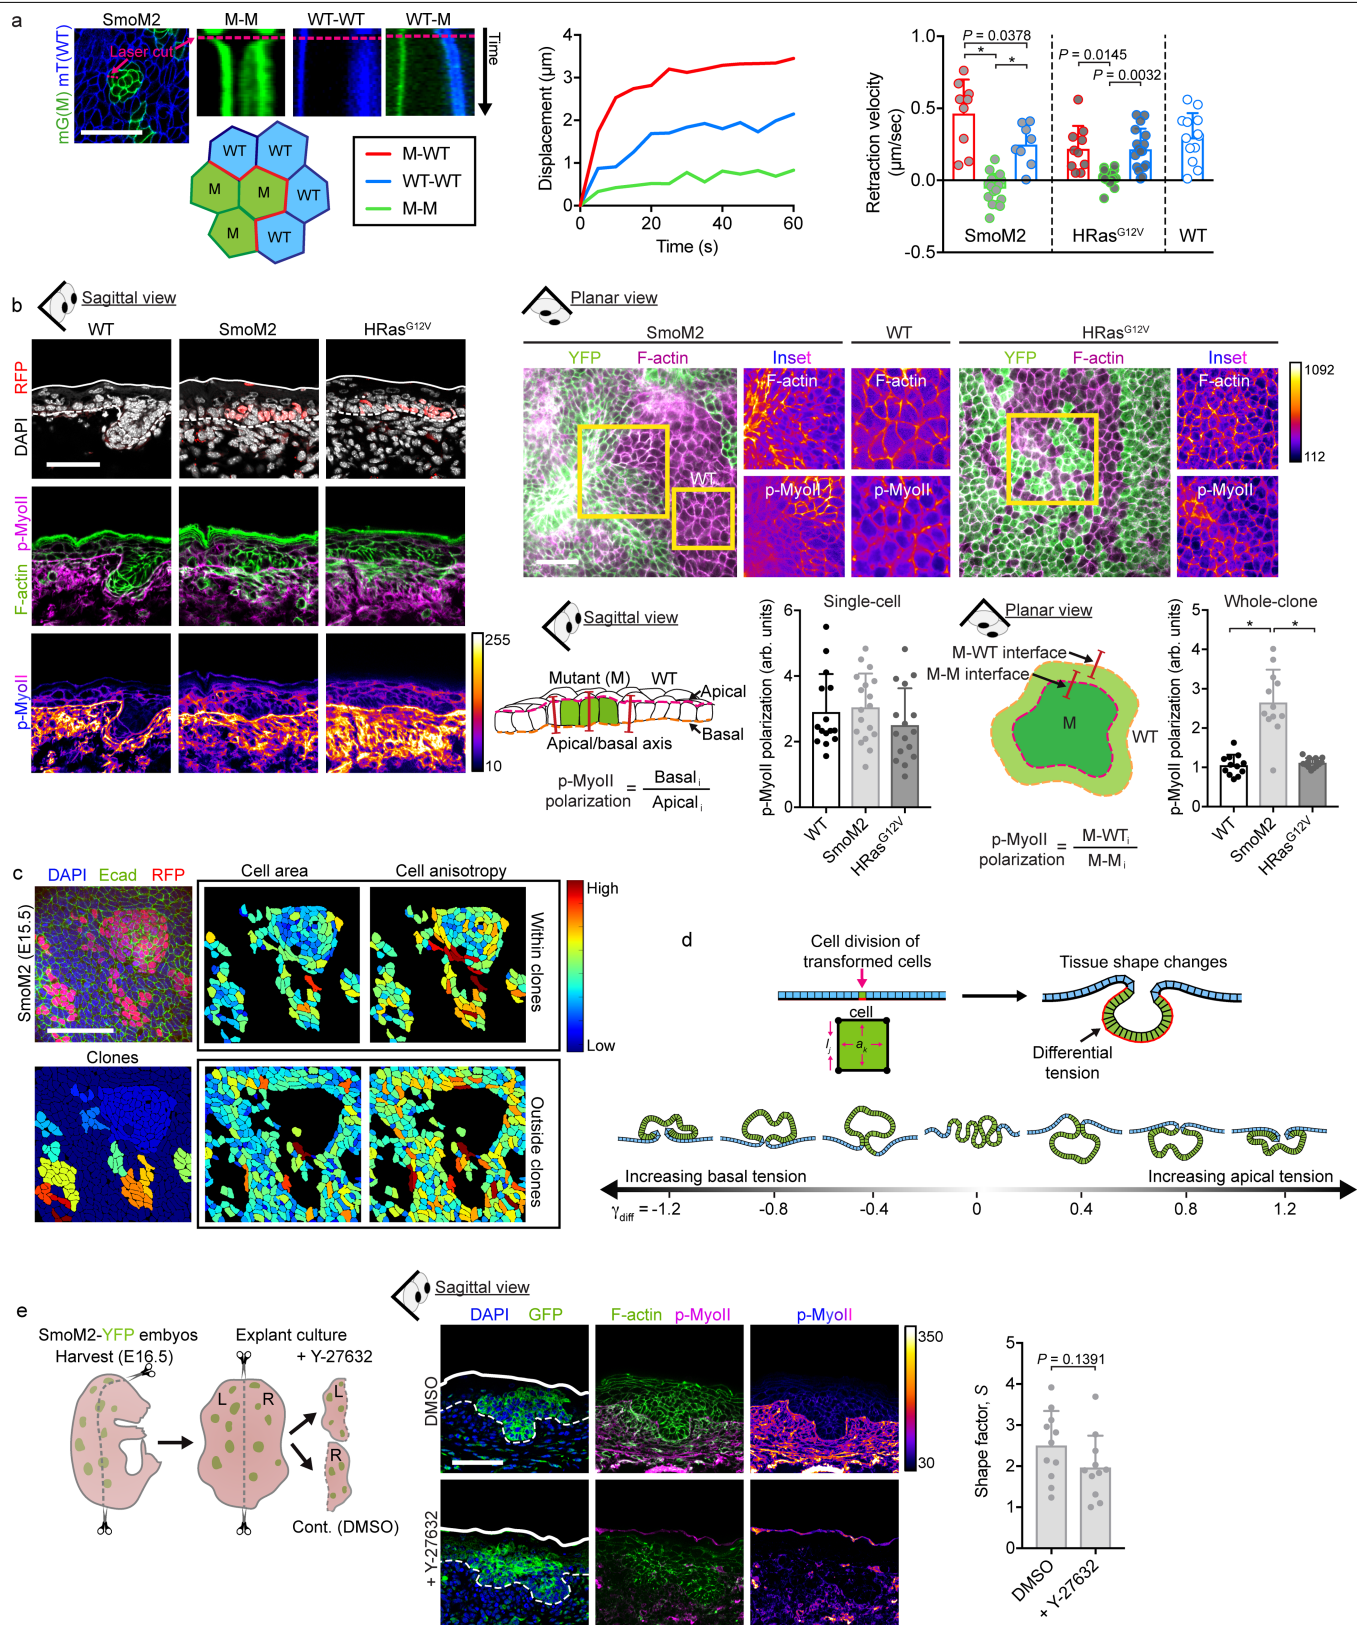 a
SmoM2
M-M
WT-WT
WT-M
mG(M) mT(WT)
Laser cut
Time
WT
WT
M
M
WT
M
WT
M-WT
WT-WT
M-M
Displacement (μm)
4
3
2
1
0
0
20
40
60
Time (s)
Retraction velocity
(μm/sec)
1.0
0.5
0.0
-0.5
P = 0.0378
*
*
P = 0.0145
P = 0.0032
SmoM2
HRasG12V
WT
b
Sagittal view
WT
SmoM2
HRasG12V
DAPI RFP
F-actin p-MyoII
p-MyoII
255
10
Planar view
SmoM2
WT
HRasG12V
YFP F-actin
Inset
YFP F-actin
Inset
F-actin
F-actin
F-actin
WT
p-MyoII
p-MyoII
p-MyoII
1092
112
Sagittal view
Mutant (M)
WT
Apical
Basal
Apical/basal axis
p-MyoII
polarization
=
Basali
Apicali
p-MyoII polarization (arb. units)
6
4
2
0
Single-cell
WT
SmoM2
HRasG12V
Planar view
M-WT interface
M-M interface
M
WT
p-MyoII
polarization
=
M-WTi
M-Mi
p-MyoII polarization (arb. units)
5
4
3
2
1
0
Whole-clone
*
*
WT
SmoM2
HRasG12V
c
DAPI Ecad RFP
SmoM2 (E15.5)
Cell area
Cell anisotropy
Within clones
High
Low
Clones
Outside clones
d
Cell division of
transformed cells
cell
lj
ak
Tissue shape changes
Differential
tension
Increasing basal tension
Increasing apical tension
γdiff = -1.2
-0.8
-0.4
0
0.4
0.8
1.2
e
SmoM2-YFP embyos
Harvest (E16.5)
Explant culture
+ Y-27632
L
R
L
R
Cont. (DMSO)
Sagittal view
DAPI GFP
F-actin p-MyoII
p-MyoII
DMSO
+ Y-27632
350
30
Shape factor, S
5
4
3
2
1
0
P = 0.1391
DMSO
+ Y-27632